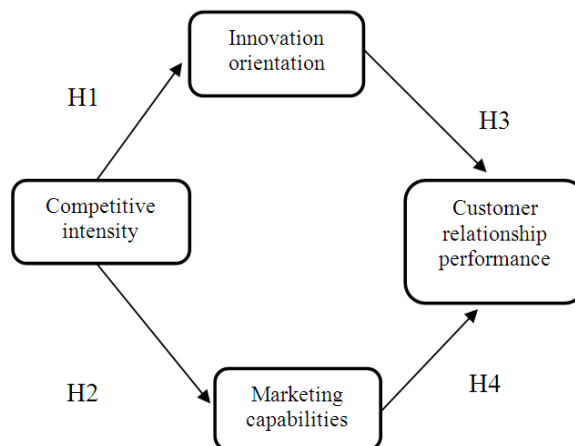 Innovation
orientation
H1
H3
Competitive
intensity
Customer
relationship
performance
H2
Marketing
capabilities
H4